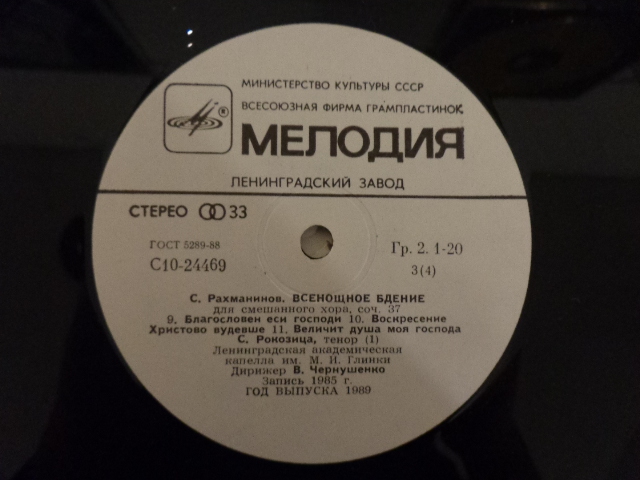 МИНИСТЕРСТВО КУЛЬТУРЫ СССР
ВСЕСОЮЗНАЯ ФИРМА ГРАМПЛАСТИНОК
МЕЛОДИЯ
ЛЕНИНГРАДСКИЙ ЗАВОД
СТЕРЕО 33
ГОСТ 5289-88
Гр. 2. 1-20
С10-24469
3(4)
С. Рахманинов. ВСЕНОЩНОЕ БДЕНИЕ
для смешанного хора, соч. 37
9. Благословен еси господи 10. Воскресение
Христово вудевше 11. Величит душа моя господа
С. Рокозица, тенор (1)
Ленинградская академическая
капелла им. М. И. Глинки
Дирижер В. Чернушенко
Запись 1985 г.
ГОД ВЫПУСКА 1989